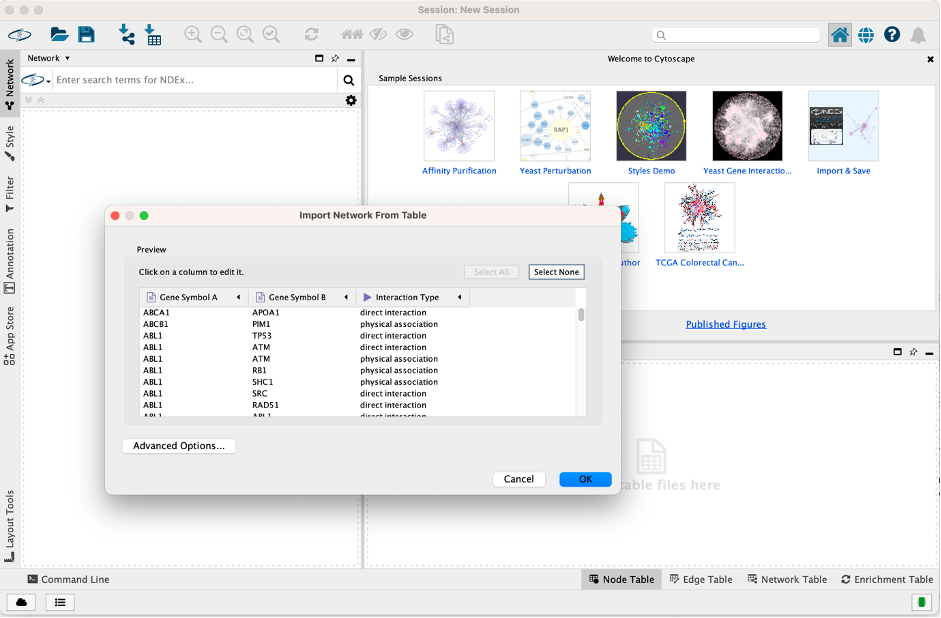 Session: New Session
Network
Style
Filter
Annotation
App Store
Layout Tools
Network
Enter search terms for NDEx...
Welcome to Cytoscape
Sample Sessions
RAP1
Affinity Purification
Yeast Perturbation
Styles Demo
Yeast Gene Interactio...
Import & Save
uthor
TCGA Colorectal Can...
Published Figures
Import Network From Table
Preview
Click on a column to edit it.
Select All
Select None
Gene Symbol A Gene Symbol B Interaction Type
ABCA1 APOA1 direct interaction
ABCB1 PIM1 physical association
ABL1 TP53 direct interaction
ABL1 ATM direct interaction
ABL1 ATM physical association
ABL1 RB1 physical association
ABL1 SHC1 physical association
ABL1 SRC direct interaction
ABL1 RAD51 direct interaction
ABL1 ABL1 direct interaction
Advanced Options...
Cancel
OK
table files here
Command Line
Node Table
Edge Table
Network Table
Enrichment Table